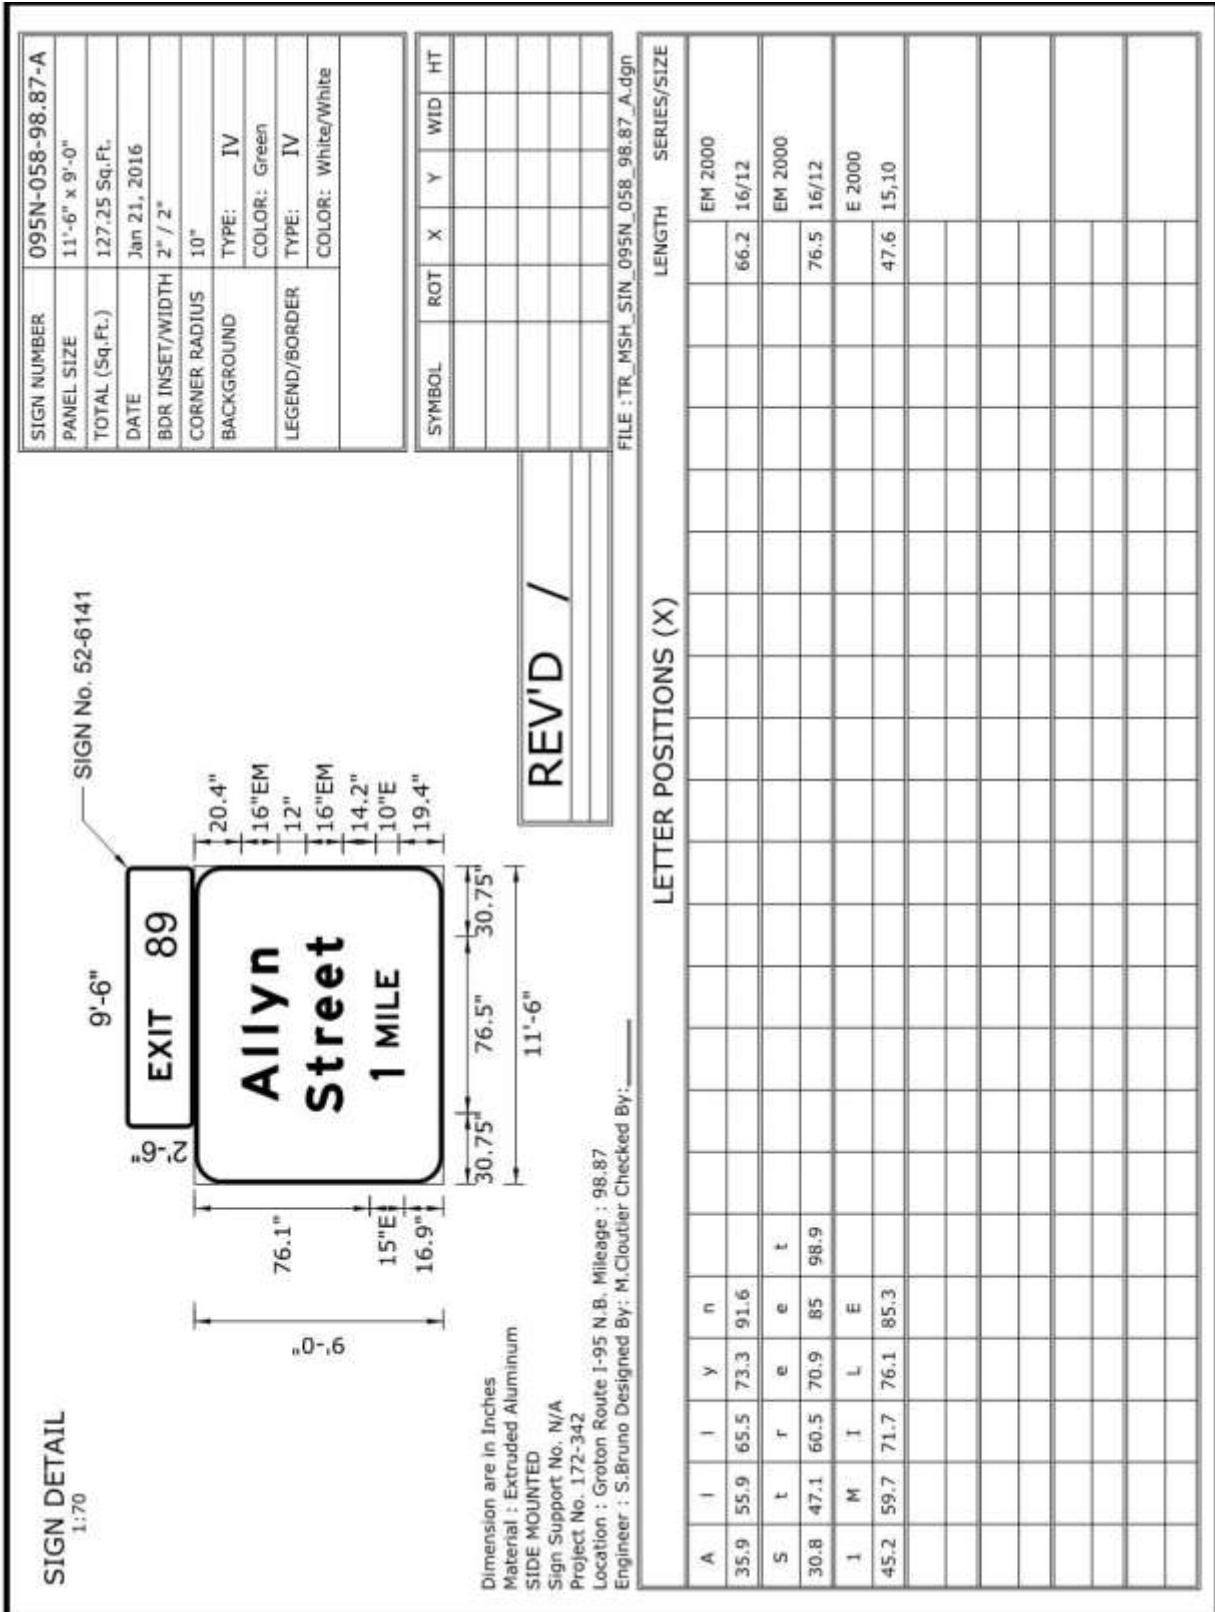 SIGN DETAIL
1:70
SIGN No. 52-6141
9'-6"
2'-6"
EXIT 89
Allyn
Street
1 MILE
20.4"
16"EM
12"
16"EM
14.2"
10"E
19.4"
76.1"
15"E
16.9"
9'-0"
30.75" 76.5" 30.75"
11'-6"
SIGN NUMBER 095N-058-98.87-A
PANEL SIZE 11'-6" x 9'-0"
TOTAL (Sq.Ft.) 127.25 Sq.Ft.
DATE Jan 21, 2016
BDR INSET/WIDTH 2" / 2"
CORNER RADIUS 10"
BACKGROUND TYPE: IV
COLOR: Green
LEGEND/BORDER TYPE: IV
COLOR: White/White
SYMBOL ROT X Y WID HT
REV'D /
Dimension are in Inches
Material : Extruded Aluminum
SIDE MOUNTED
Sign Support No. N/A
Project No. 172-342
Location : Groton Route I-95 N.B. Mileage : 98.87
Engineer : S.Bruno Designed By: M.Cloutier Checked By:
FILE : TR_MSH_SIN_095N_058_98.87_A.dgn
LETTER POSITIONS (X) LENGTH SERIES/SIZE
A l l y n EM 2000
35.9 55.9 65.5 73.3 91.6 66.2 16/12
S t r e e t EM 2000
30.8 47.1 60.5 70.9 85 98.9 76.5 16/12
1 M I L E E 2000
45.2 59.7 71.7 76.1 85.3 47.6 15,10